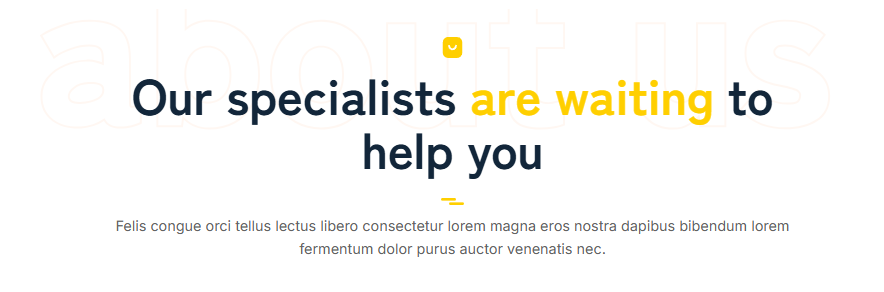 about us
Our specialists are waiting to
help you
Felis congue orci tellus lectus libero consectetur lorem magna eros nostra dapibus bibendum lorem
fermentum dolor purus auctor venenatis nec.